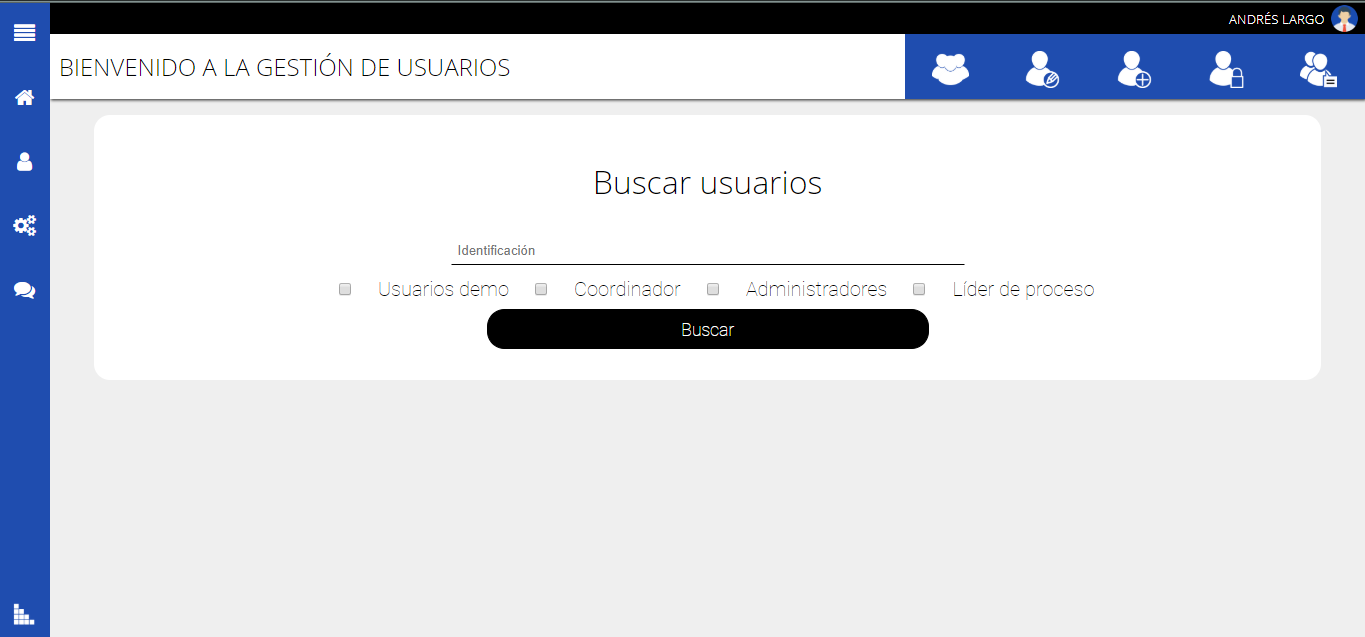 ANDRÉS LARGO
BIENVENIDO A LA GESTIÓN DE USUARIOS
Buscar usuarios
Identificación
Usuarios demo Coordinador Administradores Líder de proceso
Buscar